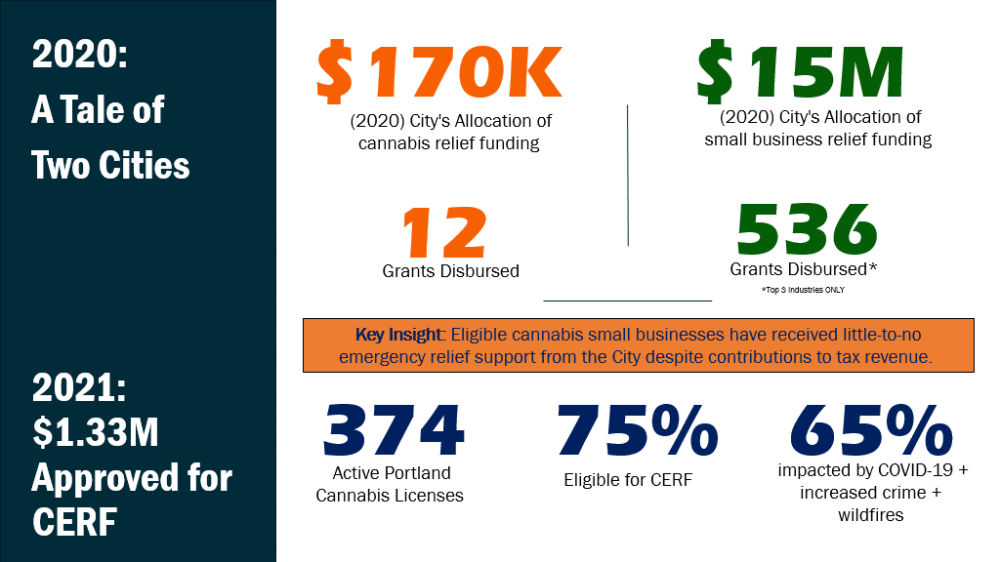 2020:
A Tale of
Two Cities
$170K
(2020) City's Allocation of
cannabis relief funding
$15M
(2020) City's Allocation of
small business relief funding
12
Grants Disbursed
536
Grants Disbursed*
*Top 3 Industries ONLY
Key Insight: Eligible cannabis small businesses have received little-to-no
emergency relief support from the City despite contributions to tax revenue.
2021:
$1.33M
Approved for
CERF
374
Active Portland
Cannabis Licenses
75%
Eligible for CERF
65%
impacted by COVID-19 +
increased crime +
wildfires